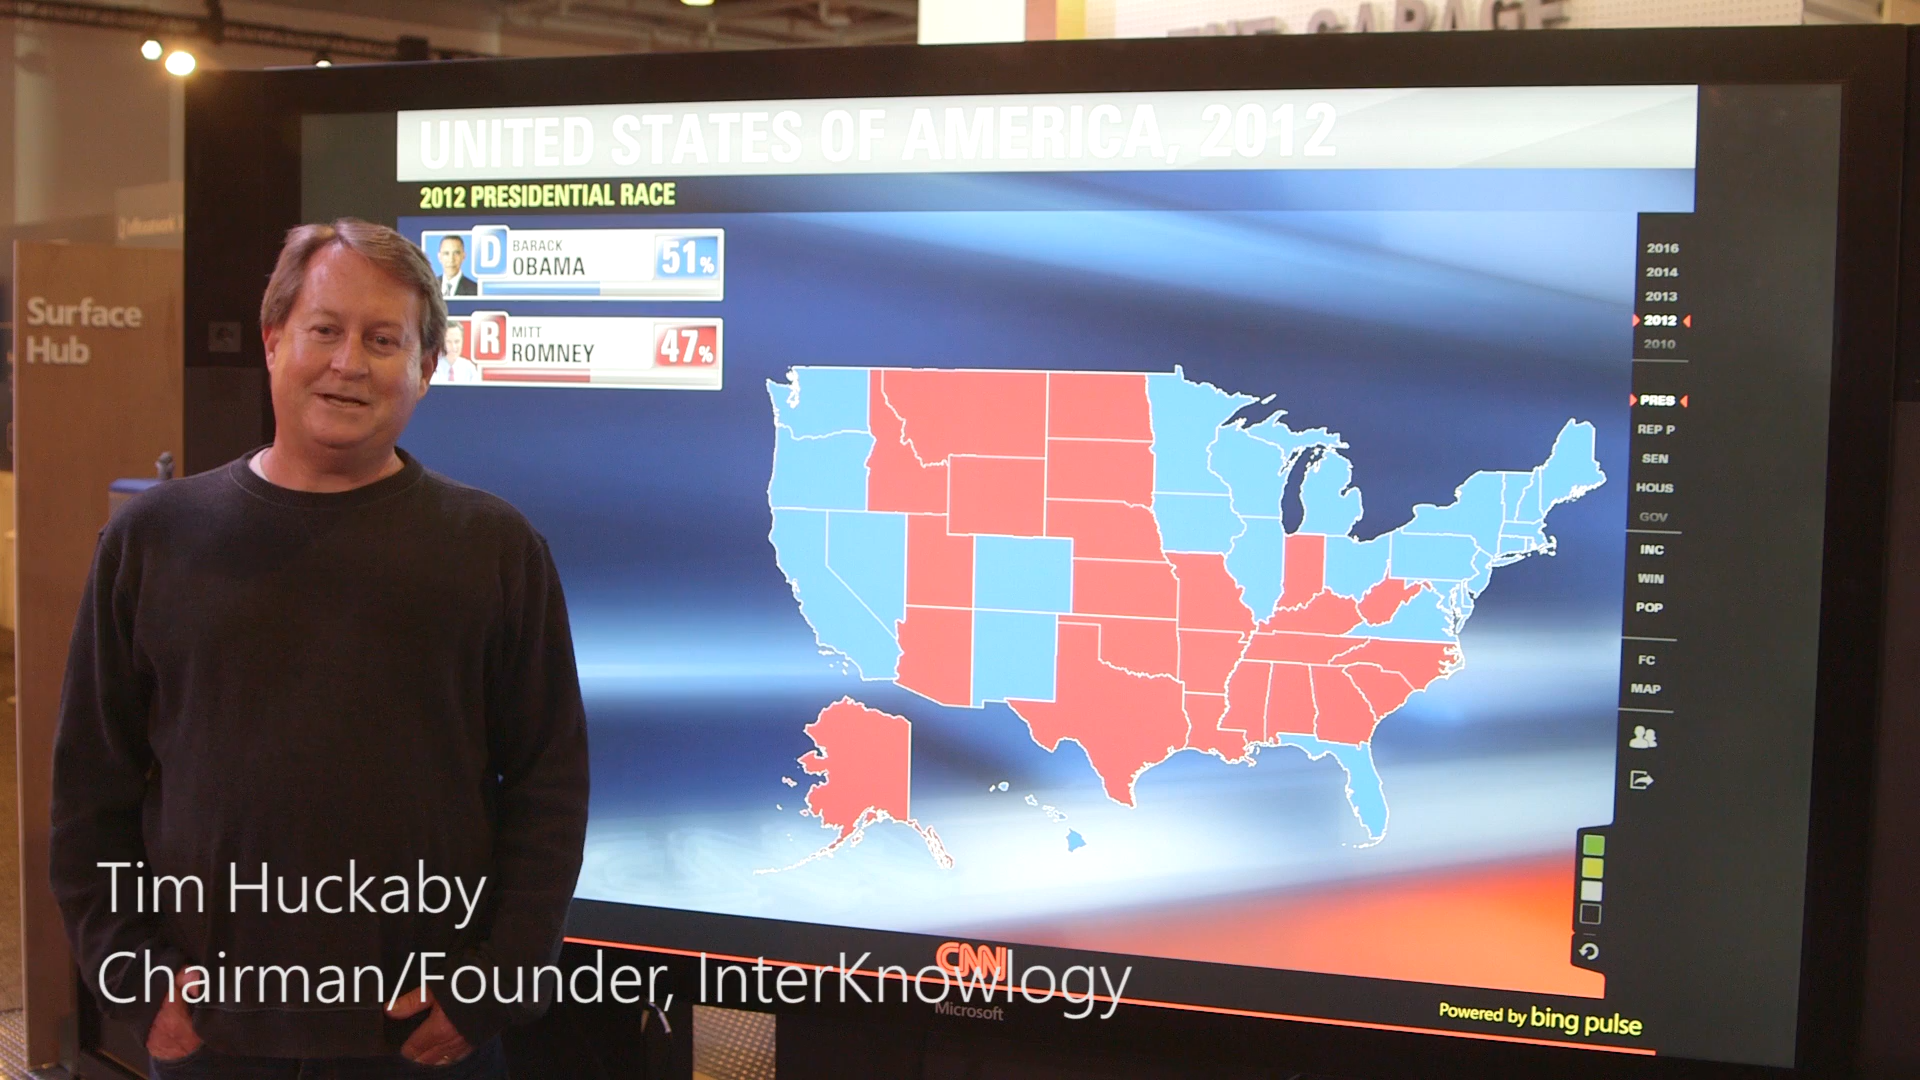 THE GARAGE
UNITED STATES OF AMERICA, 2012
2012 PRESIDENTIAL RACE
D
BARACK
OBAMA
51%
R
MITT
ROMNEY
47%
Surface
Hub
2016
2014
2013
2012
2010
PRES
REP P
SEN
HOUS
GOV
INC
WIN
POP
FC
MAP
Tim Huckaby
Chairman/Founder, InterKnowlogy
CNN
Microsoft
Powered by bing pulse